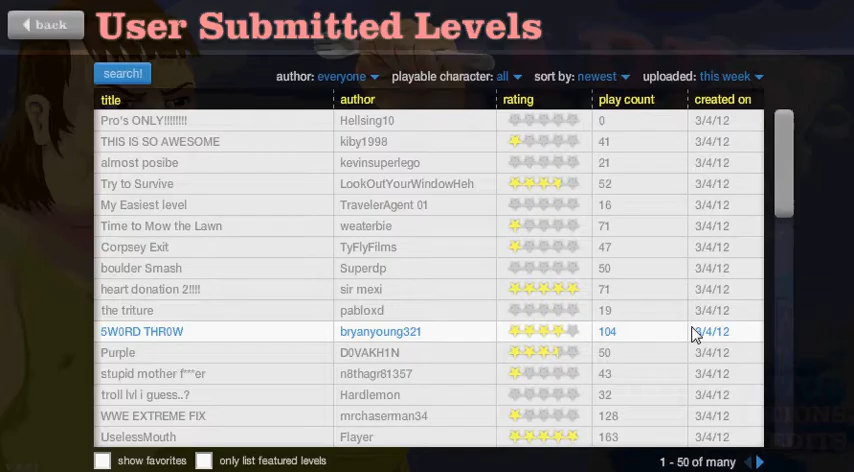 back
User Submitted Levels
search!
author: everyone playable character: all sort by: newest uploaded: this week
title author rating play count created on
Pro's ONLY!!!!!!!! Hellsing10 0 3/4/12
THIS IS SO AWESOME kiby1998 41 3/4/12
almost posibe kevinsuperlego 21 3/4/12
Try to Survive LookOutYourWindowHeh 52 3/4/12
My Easiest level TravelerAgent 01 16 3/4/12
Time to Mow the Lawn weaterbie 71 3/4/12
Corpsey Exit TyFlyFilms 47 3/4/12
boulder Smash Superdp 50 3/4/12
heart donation 2!!!! sir mexi 71 3/4/12
the triture pabloxd 19 3/4/12
5W0RD THR0W bryanyoung321 104 3/4/12
Purple D0VAKH1N 50 3/4/12
stupid mother f***er n8thagr81357 43 3/4/12
troll lvl i guess..? Hardlemon 32 3/4/12
WWE EXTREME FIX mrchaserman34 126 3/4/12
UselessMouth Flayer 163 3/4/12
show favorites only list featured levels 1 - 50 of many